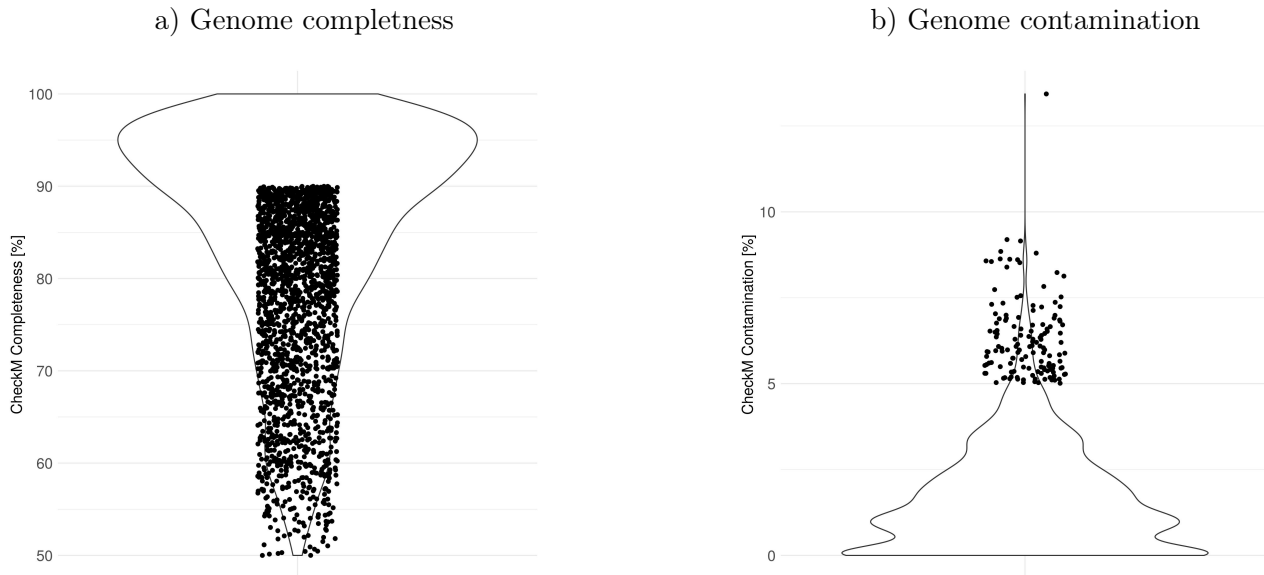 a) Genome completness
b) Genome contamination
CheckM Completeness [%]
100
90
80
70
60
50
CheckM Contamination [%]
10
5
0